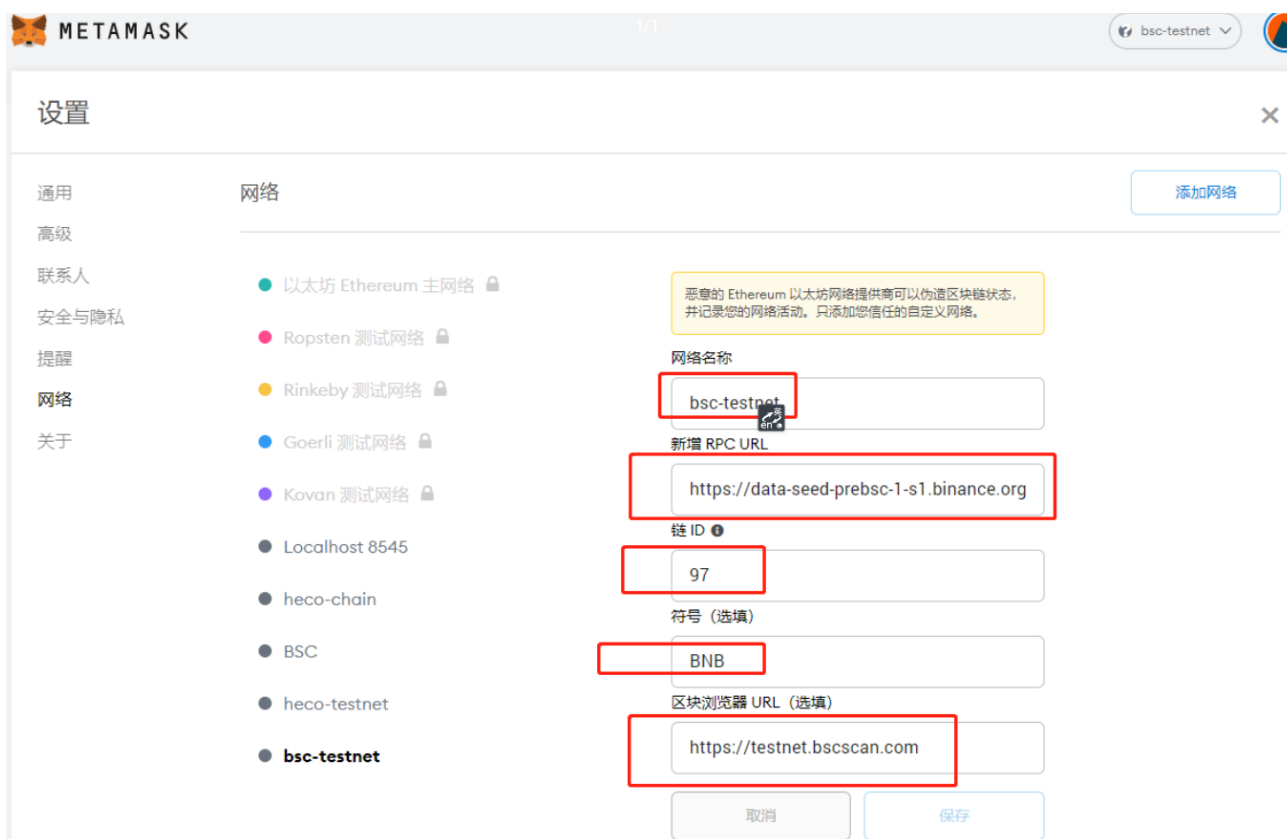 METAMASK
1/1
bsc-testnet
设置
通用
高级
联系人
安全与隐私
提醒
网络
关于
网络
添加网络
以太坊 Ethereum 主网络
Ropsten 测试网络
Rinkeby 测试网络
Goerli 测试网络
Kovan 测试网络
Localhost 8545
heco-chain
BSC
heco-testnet
bsc-testnet
恶意的 Ethereum 以太坊网络提供商可以伪造区块链状态,
并记录您的网络活动。只添加您信任的自定义网络。
网络名称
bsc-testnet
英
en
新增 RPC URL
https://data-seed-prebsc-1-s1.binance.org
链 ID
97
符号（选填）
BNB
区块浏览器 URL（选填）
https://testnet.bscscan.com
取消
保存